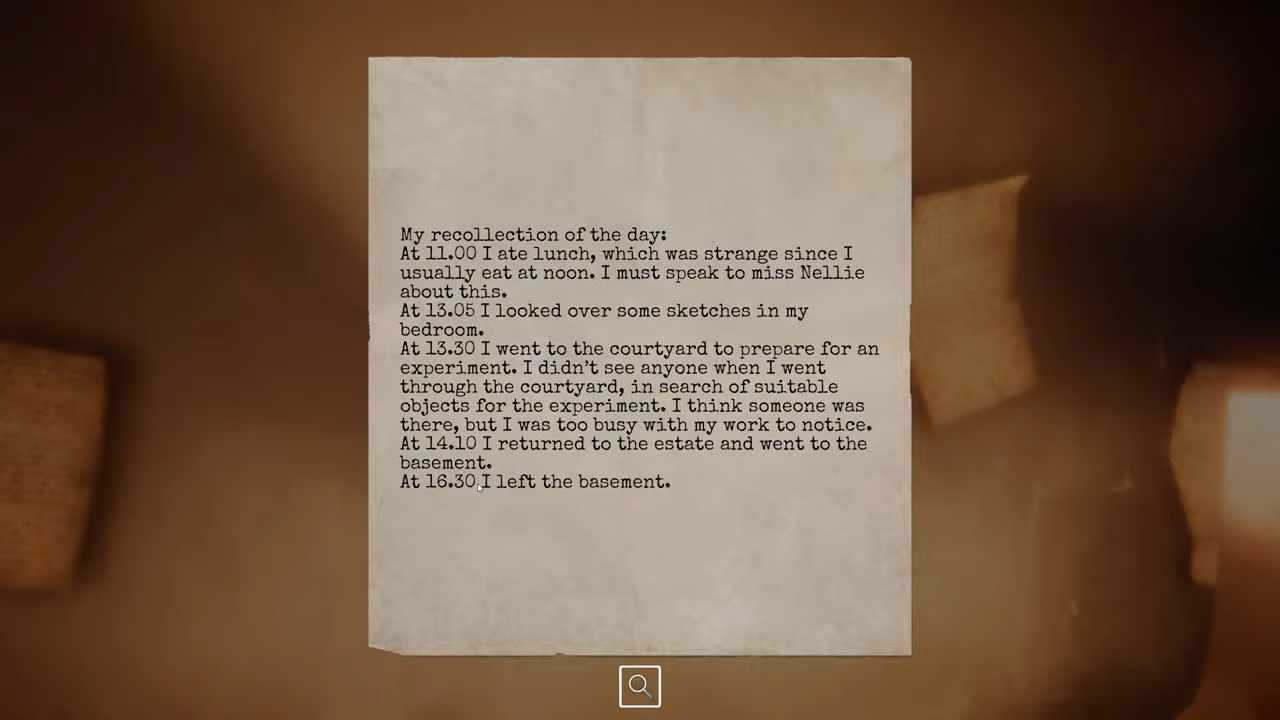 My recollection of the day:
At 11.00 I ate lunch, which was strange since I
usually eat at noon. I must speak to miss Nellie
about this.
At 13.05 I looked over some sketches in my
bedroom.
At 13.30 I went to the courtyard to prepare for an
experiment. I didn't see anyone when I went
through the courtyard, in search of suitable
objects for the experiment. I think someone was
there, but I was too busy with my work to notice.
At 14.10 I returned to the estate and went to the
basement.
At 16.30 I left the basement.